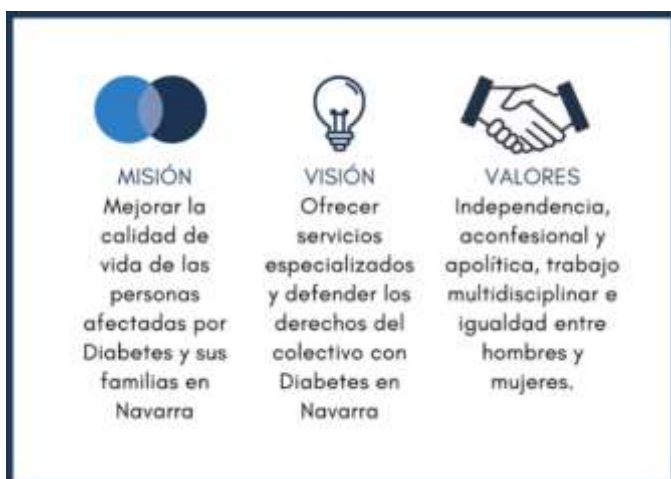 MISIÓN
Mejorar la
calidad de
vida de las
personas
afectadas por
Diabetes y sus
familias en
Navarra
VISIÓN
Ofrecer
servicios
especializados
y defender los
derechos del
colectivo con
Diabetes en
Navarra
VALORES
Independencia,
aconfesional y
apolítica, trabajo
multidisciplinar e
igualdad entre
hombres y
mujeres.